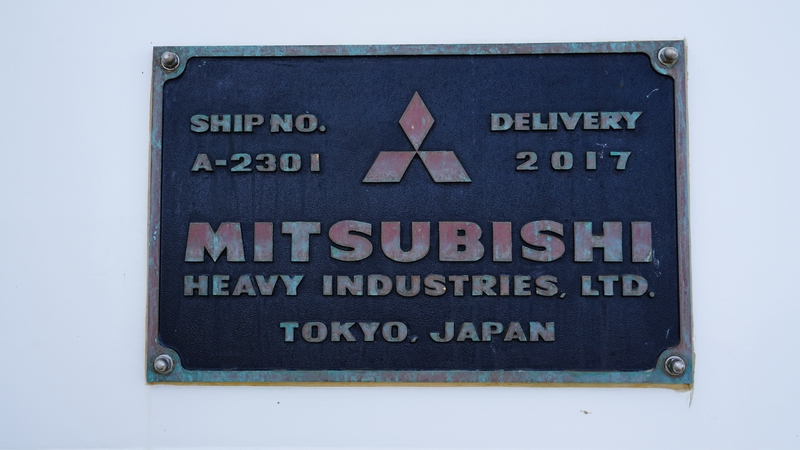 SHIP NO. DELIVERY
A-2301 2017
MITSUBISHI
HEAVY INDUSTRIES, LTD.
TOKYO, JAPAN